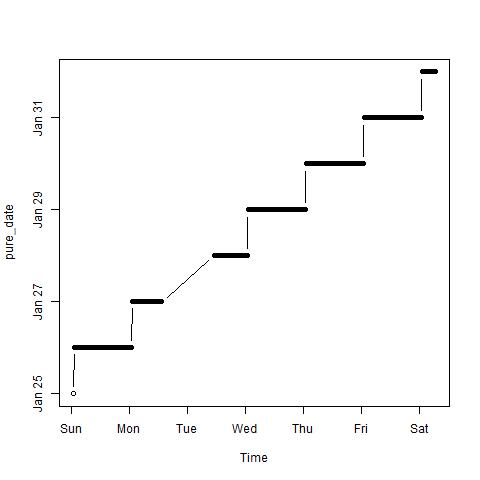 pure_date
Jan 31
Jan 29
Jan 27
Jan 25
Sun Mon Tue Wed Thu Fri Sat
Time